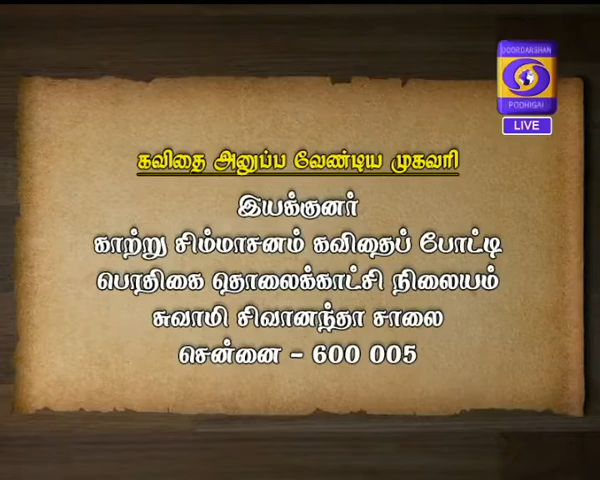 DOORDARSHAN
PODHIGAI
LIVE
கவிதை அனுப்ப வேண்டிய முகவரி
இயக்குனர்
காற்று சிம்மாசனம் கவிதைப் போட்டி
பொதிகை தொலைக்காட்சி நிலையம்
சுவாமி சிவானந்தா சாலை
சென்னை - 600 005